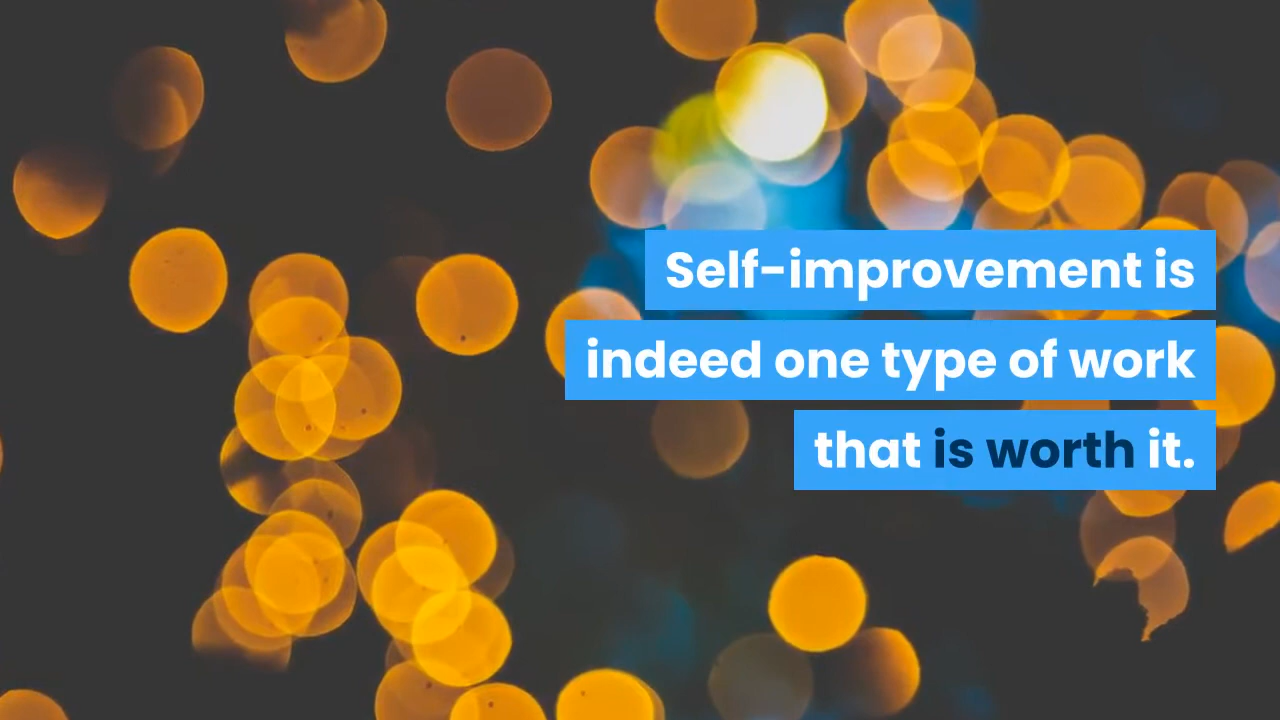 Self-improvement is
indeed one type of work
that is worth it.